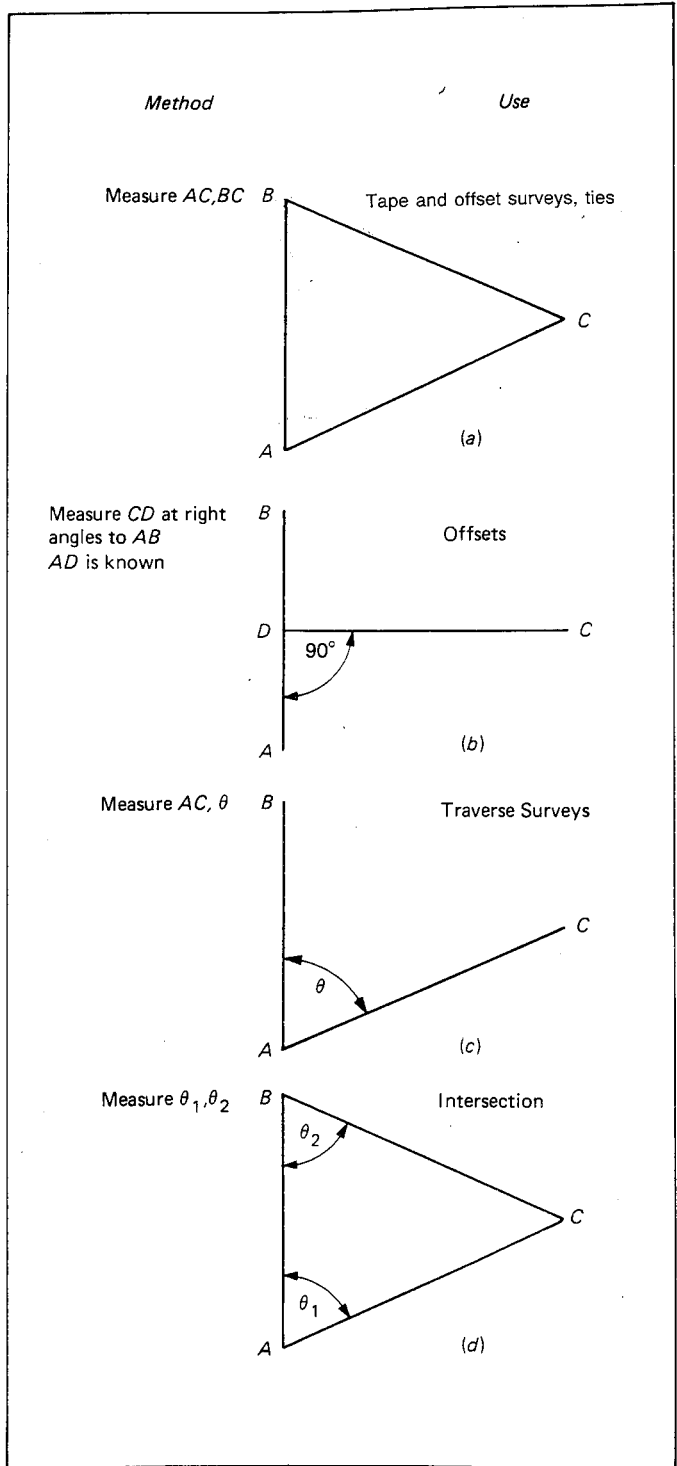 Method Use
Measure AC,BC B Tape and offset surveys, ties
C
A (a)
Measure CD at right B
angles to AB Offsets
AD is known
D C
90°
A (b)
Measure AC, θ B Traverse Surveys
C
θ
A (c)
Measure θ₁,θ₂ B Intersection
θ₂
C
θ₁
A (d)